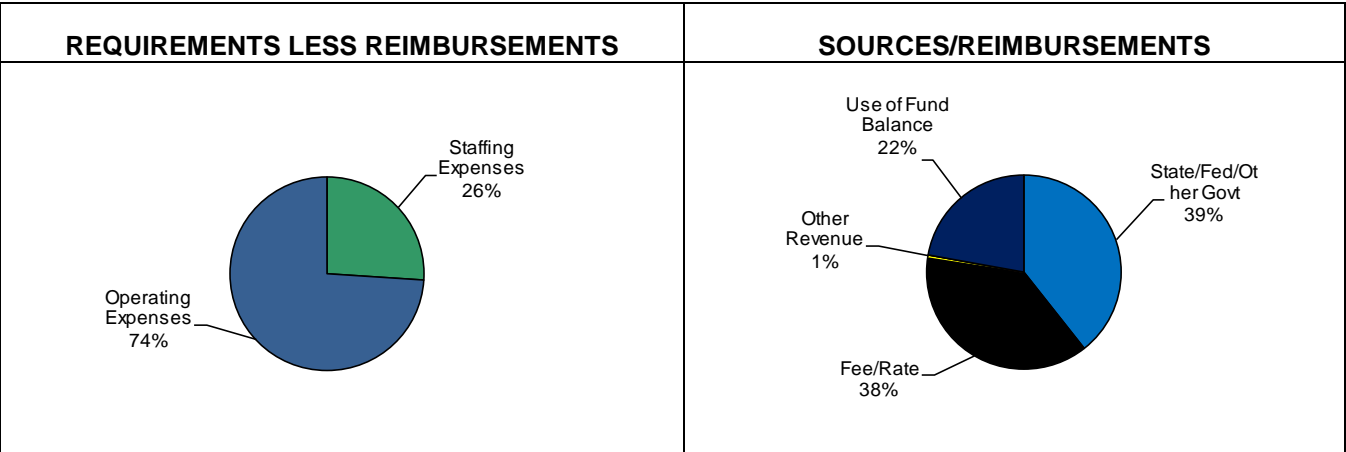 REQUIREMENTS LESS REIMBURSEMENTS
Staffing
Expenses
26%
Operating
Expenses
74%
SOURCES/REIMBURSEMENTS
Use of Fund
Balance
22%
State/Fed/Ot
her Govt
39%
Other
Revenue
1%
Fee/Rate
38%